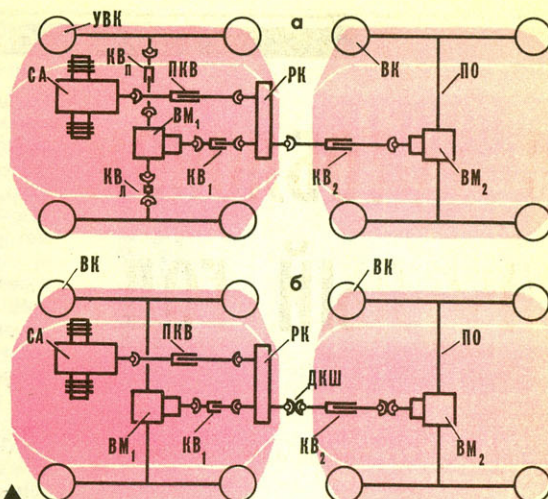 УВК
а
КВп
ПКВ
РК
ВК
ПО
СА
ВМ₁
КВл
КВ₁
КВ₂
ВМ₂
ВК
б
ВК
СА
ПКВ
РК
ДКШ
ПО
ВМ₁
КВ₁
КВ₂
ВМ₂